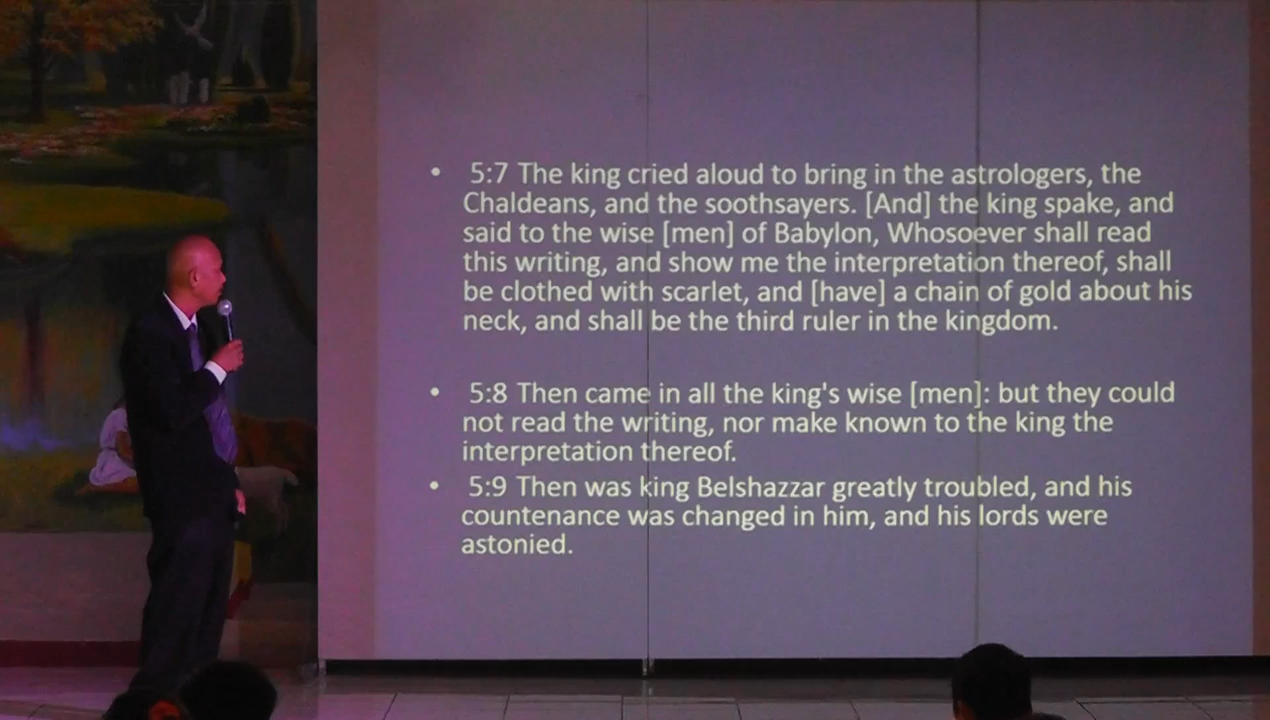 • 5:7 The king cried aloud to bring in the astrologers, the
Chaldeans, and the soothsayers. [And] the king spake, and
said to the wise [men] of Babylon, Whosoever shall read
this writing, and show me the interpretation thereof, shall
be clothed with scarlet, and [have] a chain of gold about his
neck, and shall be the third ruler in the kingdom.
• 5:8 Then came in all the king's wise [men]: but they could
not read the writing, nor make known to the king the
interpretation thereof.
• 5:9 Then was king Belshazzar greatly troubled, and his
countenance was changed in him, and his lords were
astonied.